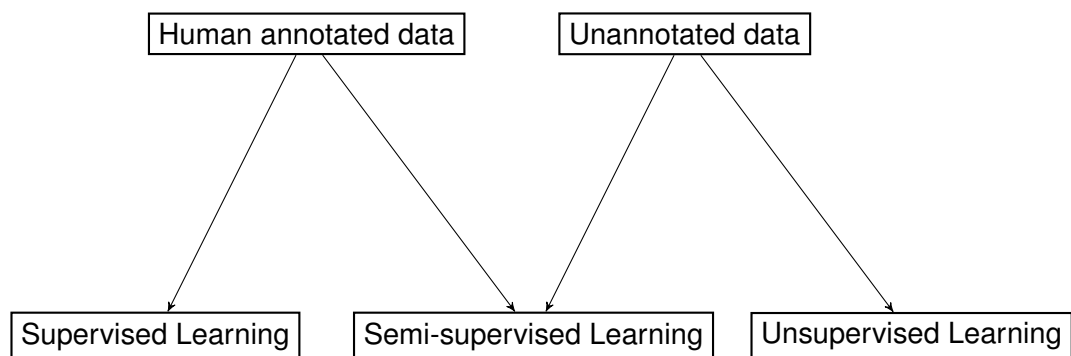 Human annotated data
Unannotated data
Supervised Learning
Semi-supervised Learning
Unsupervised Learning